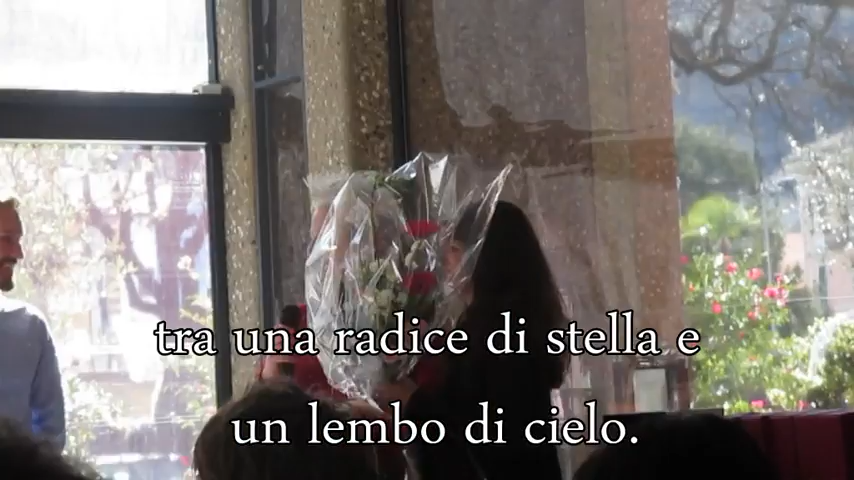 tra una radice di stella e
un lembo di cielo.